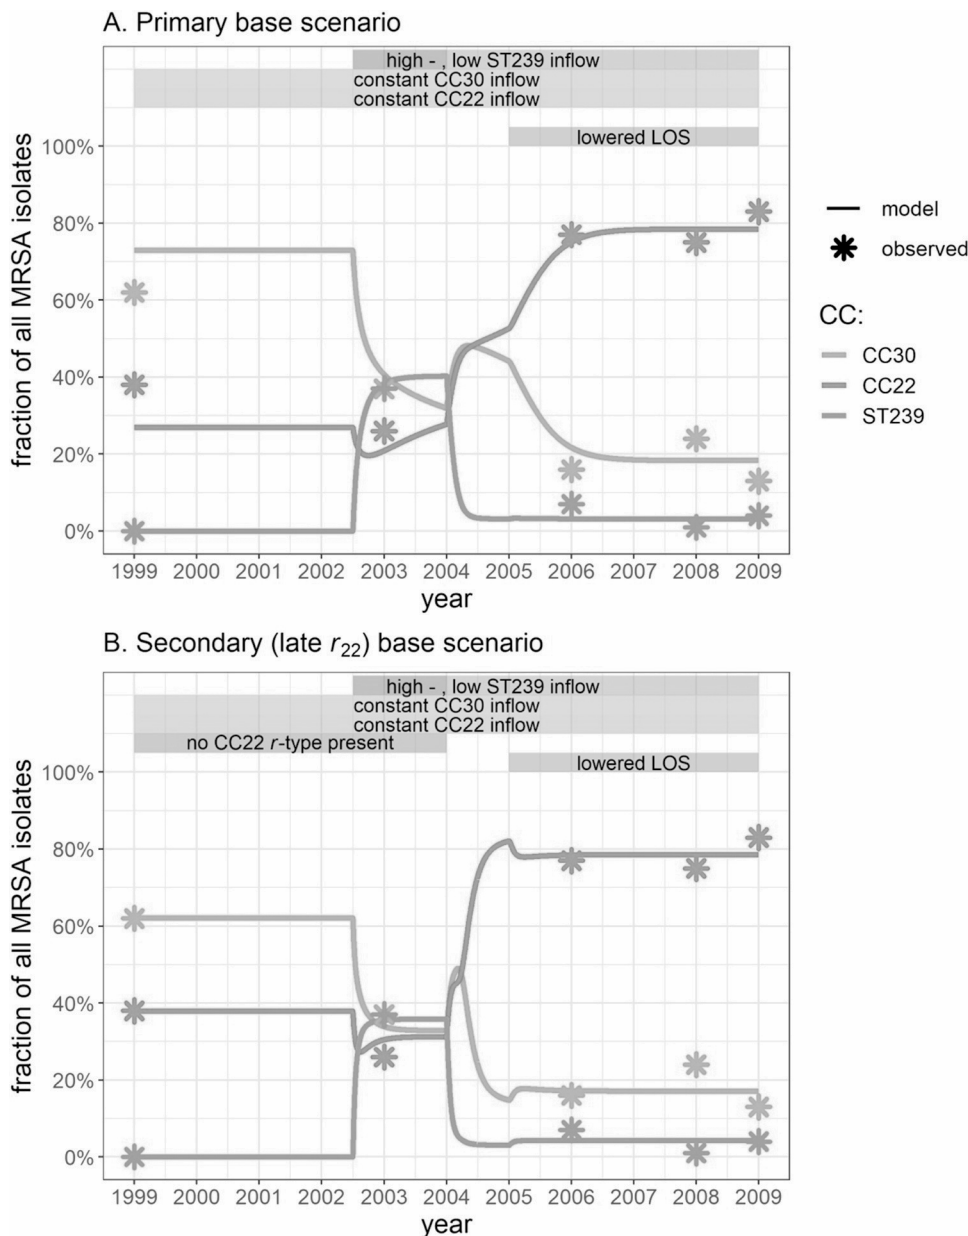 A. Primary base scenario
high - , low ST239 inflow
constant CC30 inflow
constant CC22 inflow
lowered LOS
fraction of all MRSA isolates
100%
80%
60%
40%
20%
0%
1999 2000 2001 2002 2003 2004 2005 2006 2007 2008 2009
year
model
observed
CC:
CC30
CC22
ST239
B. Secondary (late r22) base scenario
high - , low ST239 inflow
constant CC30 inflow
constant CC22 inflow
no CC22 r-type present
lowered LOS
fraction of all MRSA isolates
100%
80%
60%
40%
20%
0%
1999 2000 2001 2002 2003 2004 2005 2006 2007 2008 2009
year